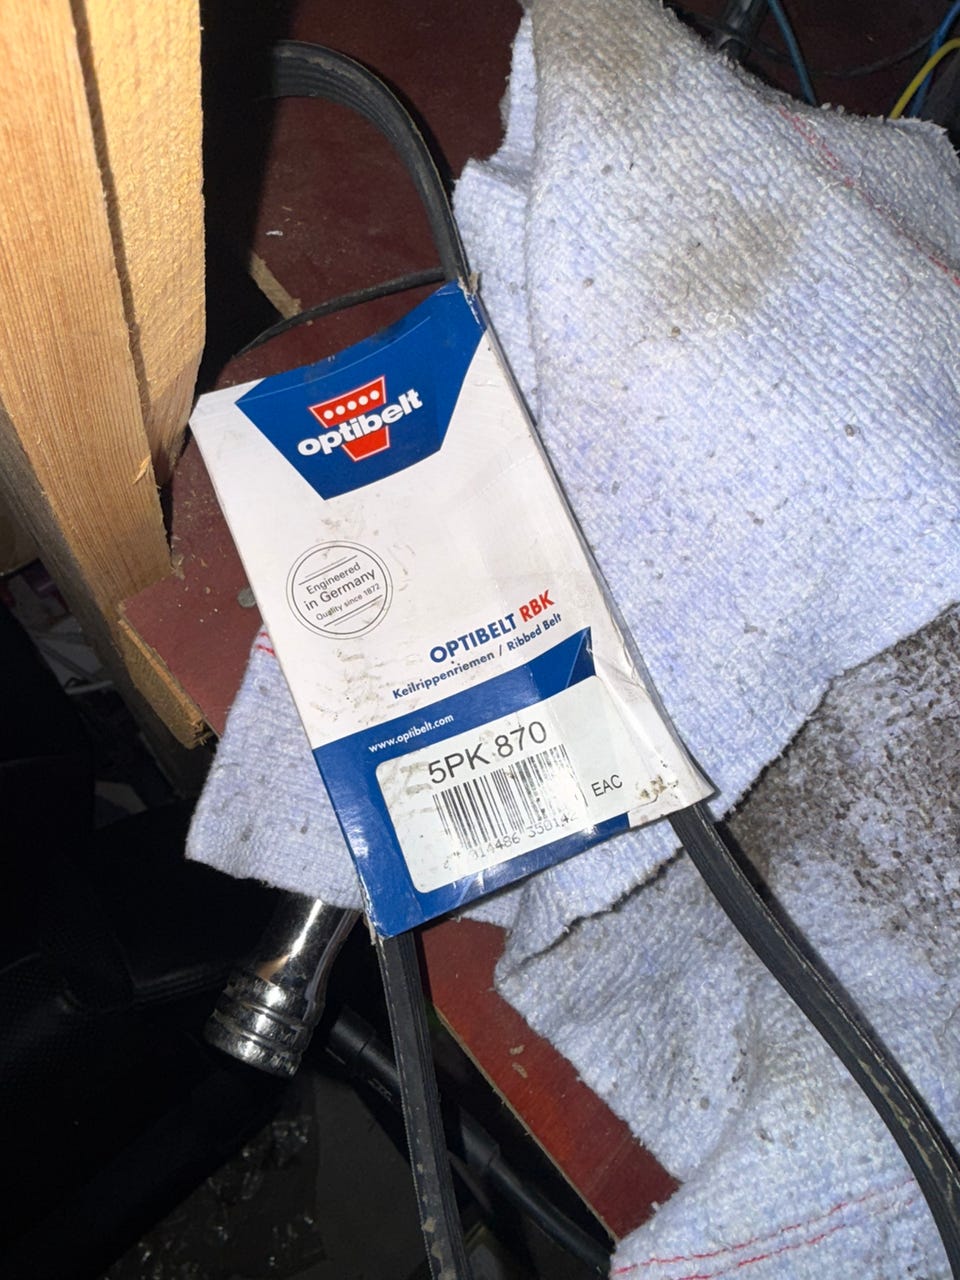 optibelt
Engineered
in Germany
Quality since 1872
OPTIBELT RBK
Keilrippenriemen / Ribbed Belt
www.optibelt.com
5PK 870
EAC